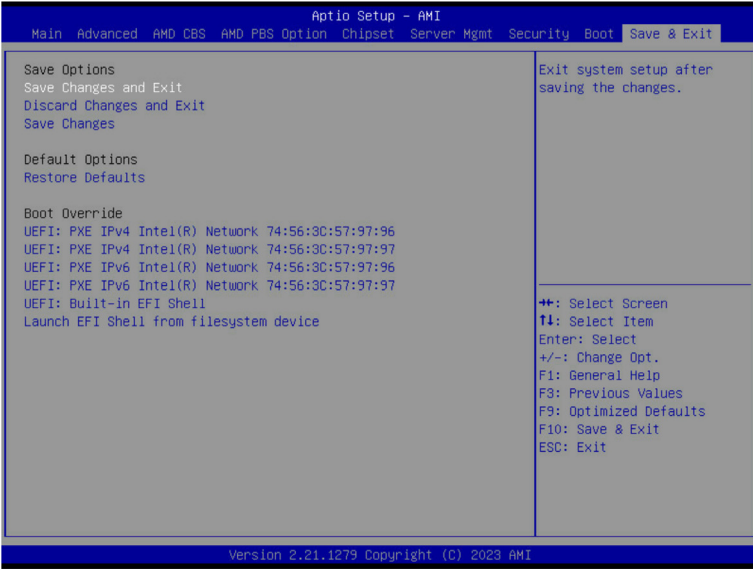 Aptio Setup – AMI
Main Advanced AMD CBS AMD PBS Option Chipset Server Mgmt Security Boot Save & Exit
Save Options
Save Changes and Exit
Discard Changes and Exit
Save Changes
Default Options
Restore Defaults
Boot Override
UEFI: PXE IPv4 Intel(R) Network 74:56:3C:57:97:96
UEFI: PXE IPv4 Intel(R) Network 74:56:3C:57:97:97
UEFI: PXE IPv6 Intel(R) Network 74:56:3C:57:97:96
UEFI: PXE IPv6 Intel(R) Network 74:56:3C:57:97:97
UEFI: Built-in EFI Shell
Launch EFI Shell from filesystem device
Exit system setup after
saving the changes.
→←: Select Screen
↑↓: Select Item
Enter: Select
+/-: Change Opt.
F1: General Help
F3: Previous Values
F9: Optimized Defaults
F10: Save & Exit
ESC: Exit
Version 2.21.1279 Copyright (C) 2023 AMI